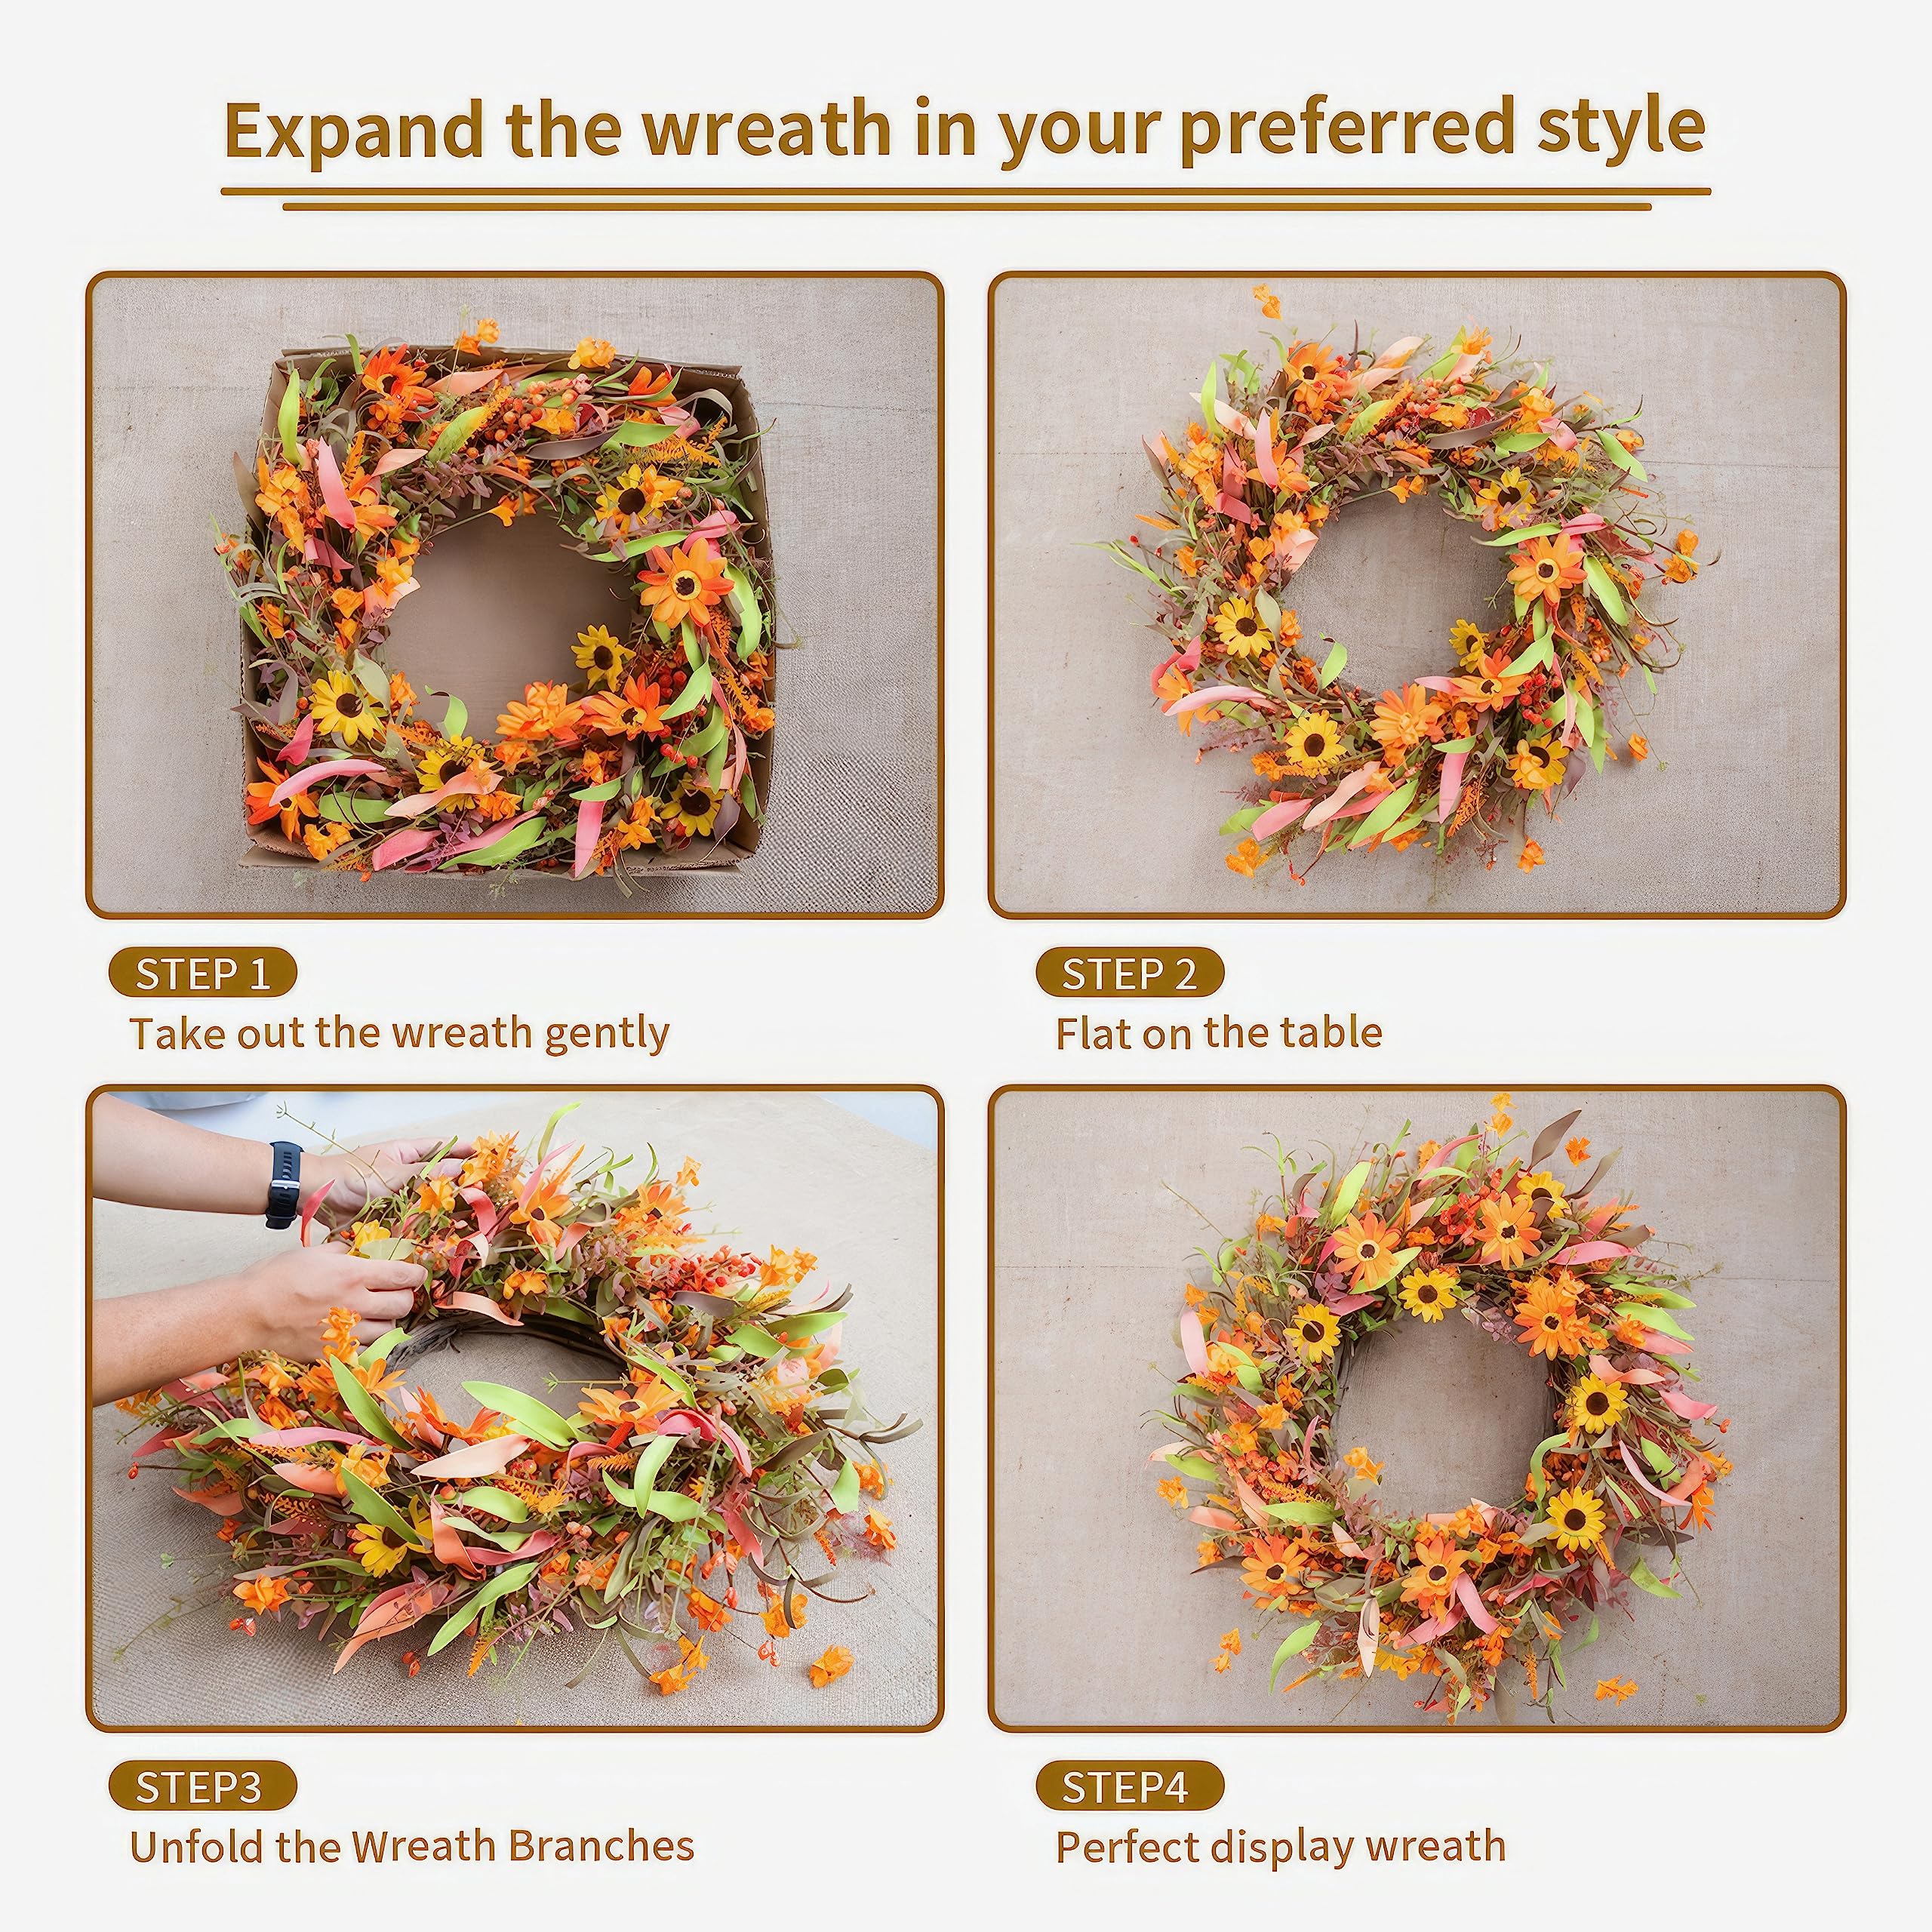 Expand the wreath in your preferred style
STEP 1
Take out the wreath gently
STEP 2
Flat on the table
STEP3
Unfold the Wreath Branches
STEP4
Perfect display wreath